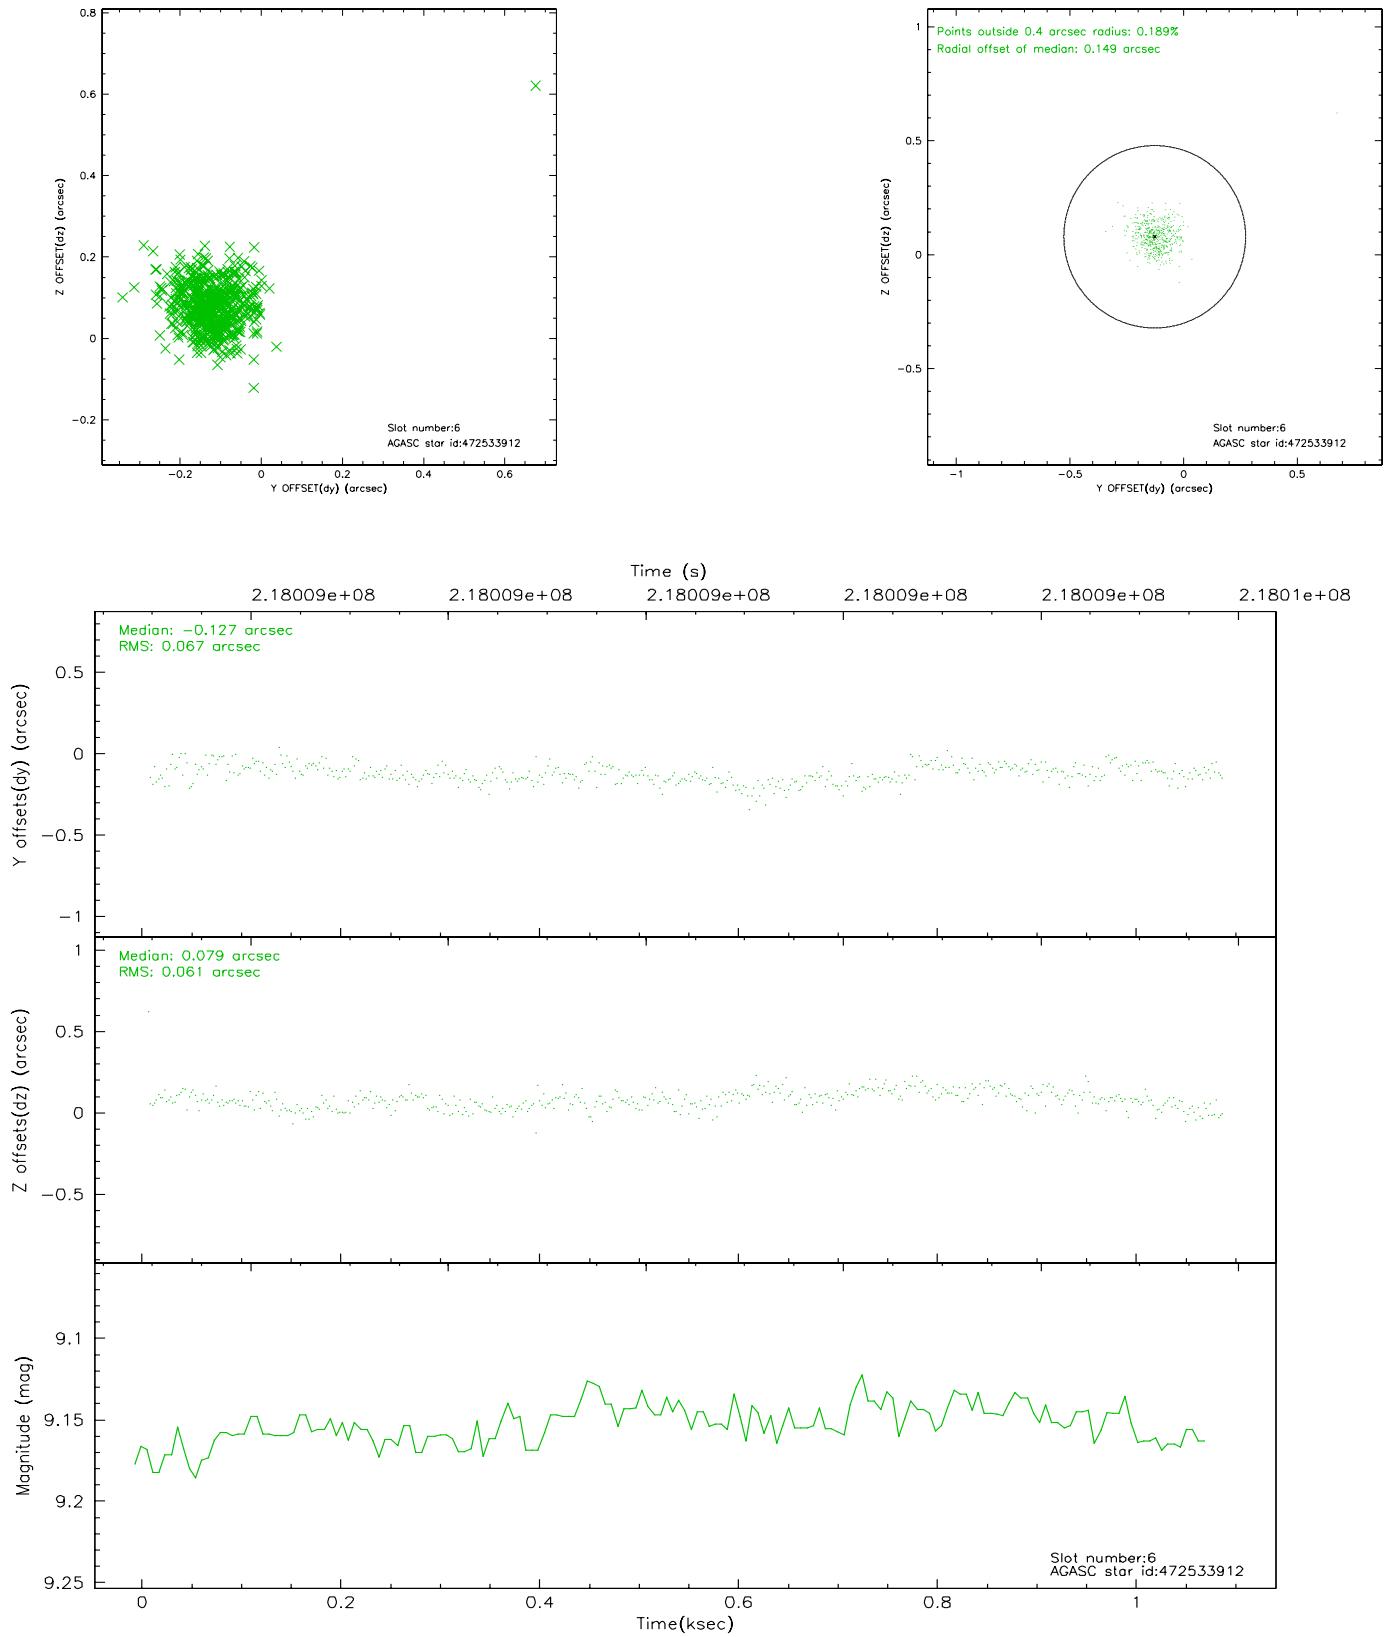 0.8
0.6
0.4
0.2
0
−0.2
Z OFFSET(dz) (arcsec)
Slot number:6
AGASC star id:472533912
−0.2 0 0.2 0.4 0.6
Y OFFSET(dy) (arcsec)
Points outside 0.4 arcsec radius: 0.189%
Radial offset of median: 0.149 arcsec
1
0.5
0
−0.5
Z OFFSET(dz) (arcsec)
Slot number:6
AGASC star id:472533912
−1 −0.5 0 0.5
Y OFFSET(dy) (arcsec)
Time (s)
2.18009e+08 2.18009e+08 2.18009e+08 2.18009e+08 2.18009e+08 2.1801e+08
Median: −0.127 arcsec
RMS: 0.067 arcsec
0.5
0
−0.5
−1
Y offsets(dy) (arcsec)
Median: 0.079 arcsec
RMS: 0.061 arcsec
1
0.5
0
−0.5
Z offsets(dz) (arcsec)
9.1
9.15
9.2
9.25
Magnitude (mag)
Slot number:6
AGASC star id:472533912
0 0.2 0.4 0.6 0.8 1
Time(ksec)